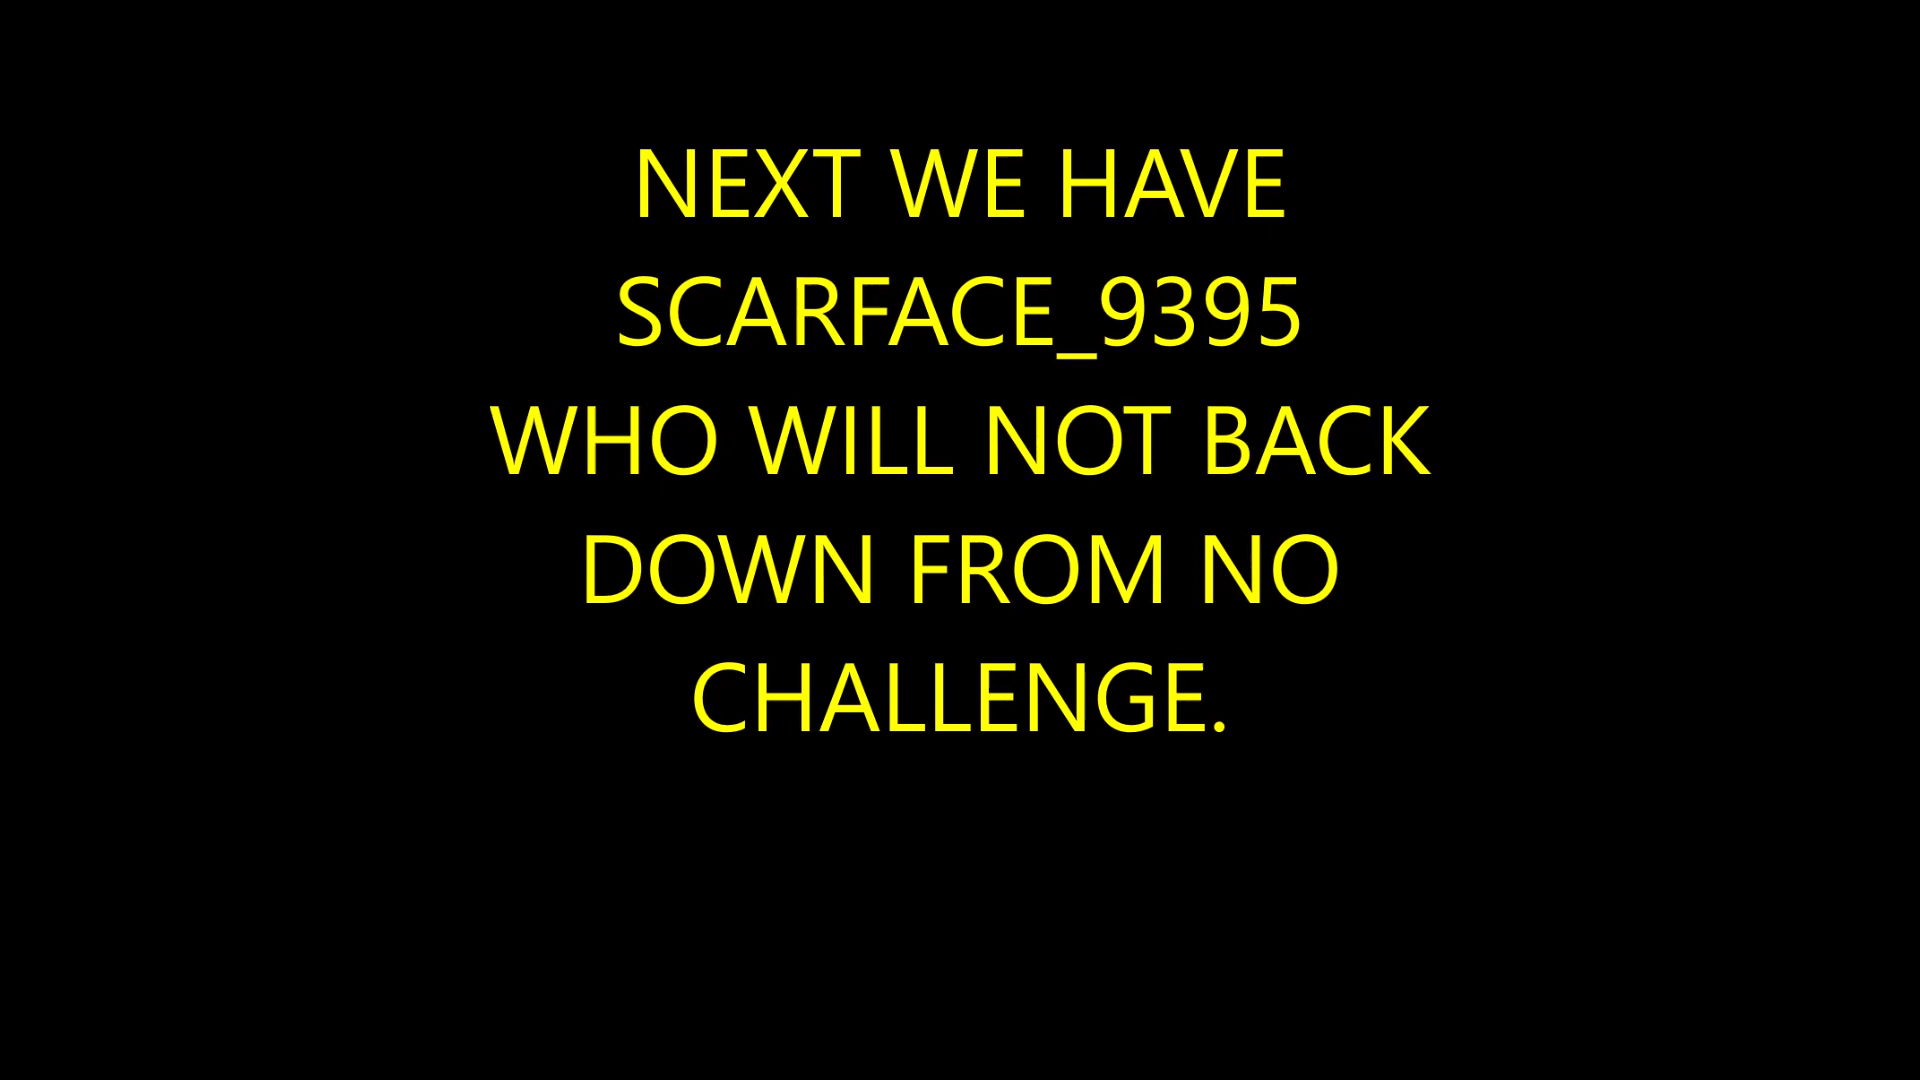 NEXT WE HAVE
SCARFACE_9395
WHO WILL NOT BACK
DOWN FROM NO
CHALLENGE.